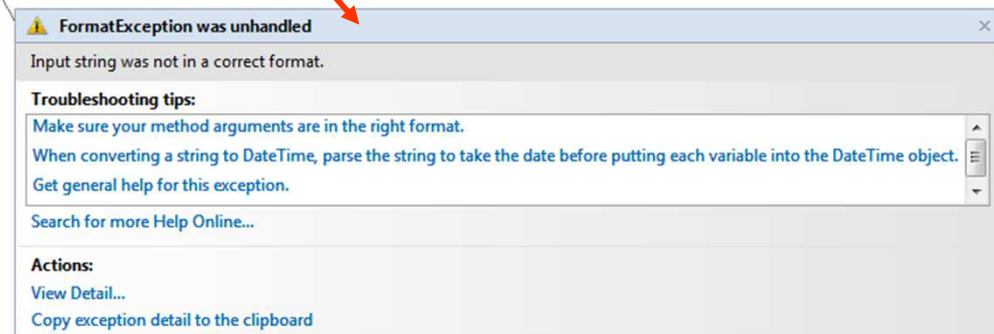 FormatException was unhandled
Input string was not in a correct format.
Troubleshooting tips:
Make sure your method arguments are in the right format.
When converting a string to DateTime, parse the string to take the date before putting each variable into the DateTime object.
Get general help for this exception.
Search for more Help Online...
Actions:
View Detail...
Copy exception detail to the clipboard